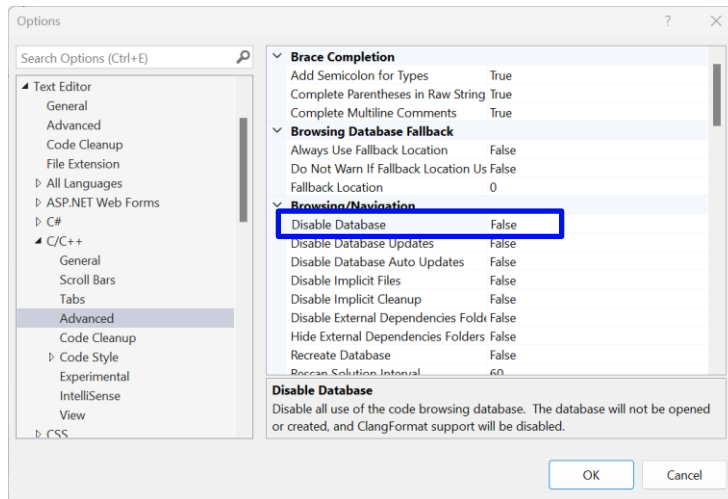 Options
?
Search Options (Ctrl+E)
Text Editor
General
Advanced
Code Cleanup
File Extension
All Languages
ASP.NET Web Forms
C#
C/C++
General
Scroll Bars
Tabs
Advanced
Code Cleanup
Code Style
Experimental
IntelliSense
View
CSS
Brace Completion
Add Semicolon for Types True
Complete Parentheses in Raw String True
Complete Multiline Comments True
Browsing Database Fallback
Always Use Fallback Location False
Do Not Warn If Fallback Location Us False
Fallback Location 0
Browsing/Navigation
Disable Database False
Disable Database Updates False
Disable Database Auto Updates False
Disable Implicit Files False
Disable Implicit Cleanup False
Disable External Dependencies Folde False
Hide External Dependencies Folders False
Recreate Database False
Rescan Solution Interval 60
Disable Database
Disable all use of the code browsing database. The database will not be opened
or created, and ClangFormat support will be disabled.
OK Cancel